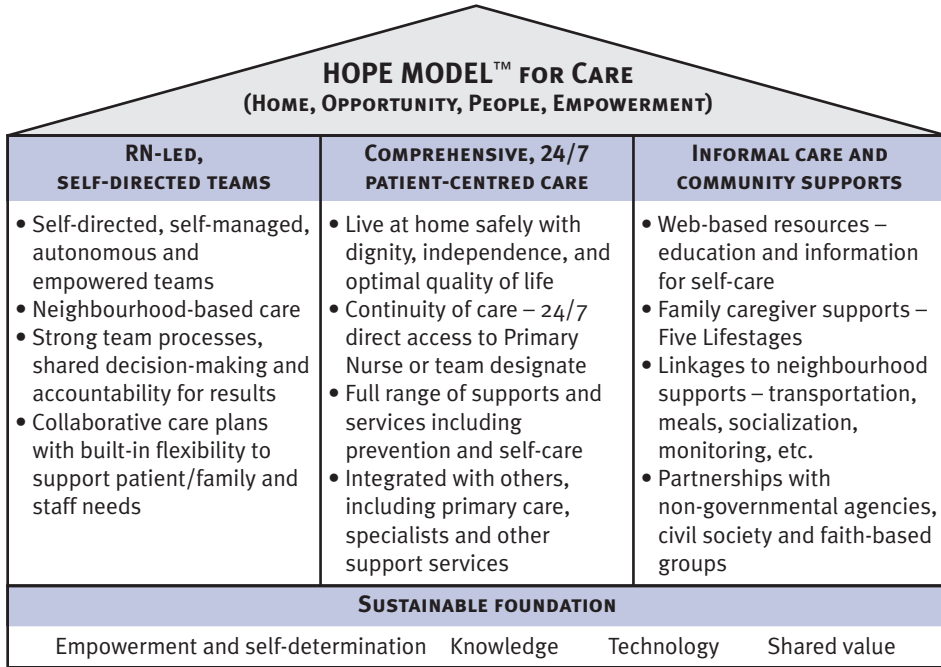 HOPE MODEL™ FOR CARE
(HOME, OPPORTUNITY, PEOPLE, EMPOWERMENT)
RN-LED,
SELF-DIRECTED TEAMS
• Self-directed, self-managed,
autonomous and
empowered teams
• Neighbourhood-based care
• Strong team processes,
shared decision-making and
accountability for results
• Collaborative care plans
with built-in flexibility to
support patient/family and
staff needs
COMPREHENSIVE, 24/7
PATIENT-CENTRED CARE
• Live at home safely with
dignity, independence, and
optimal quality of life
• Continuity of care – 24/7
direct access to Primary
Nurse or team designate
• Full range of supports and
services including
prevention and self-care
• Integrated with others,
including primary care,
specialists and other
support services
INFORMAL CARE AND
COMMUNITY SUPPORTS
• Web-based resources –
education and information
for self-care
• Family caregiver supports –
Five Lifestages
• Linkages to neighbourhood
supports – transportation,
meals, socialization,
monitoring, etc.
• Partnerships with
non-governmental agencies,
civil society and faith-based
groups
SUSTAINABLE FOUNDATION
Empowerment and self-determination Knowledge Technology Shared value